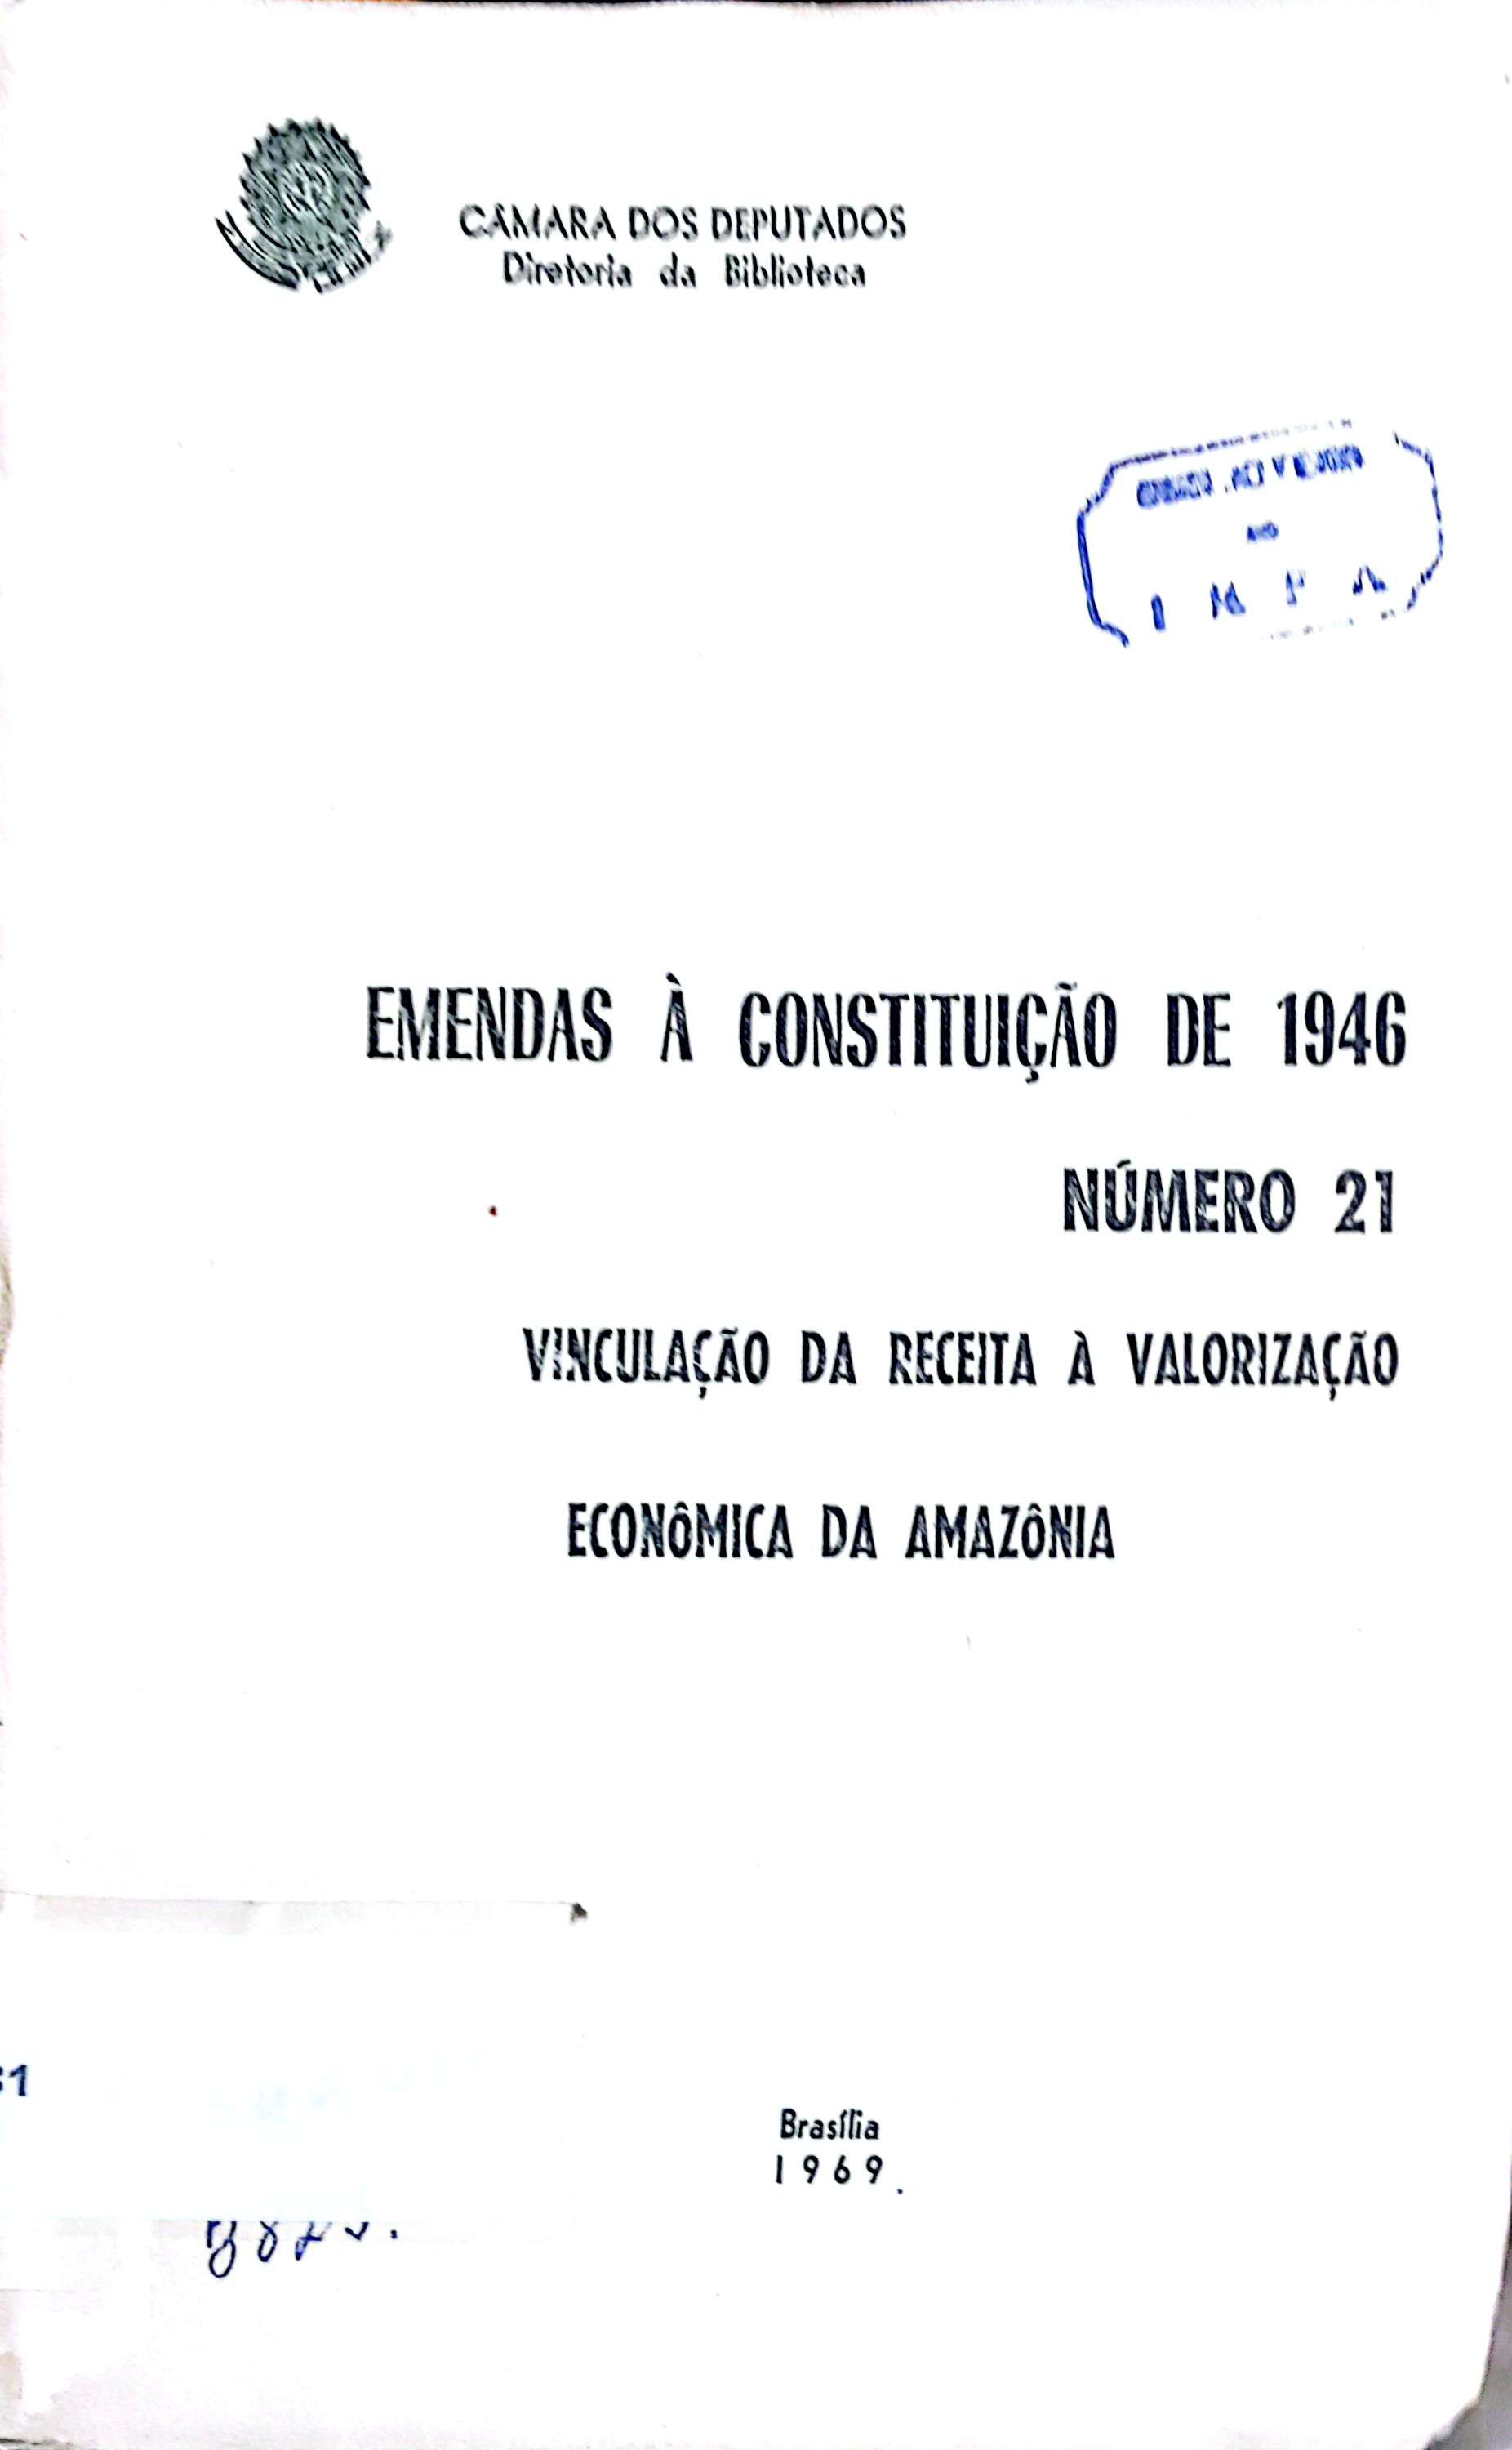 CÂMARA DOS DEPUTADOS
Diretoria da Biblioteca
I N P A
EMENDAS À CONSTITUIÇÃO DE 1946
NÚMERO 21
VINCULAÇÃO DA RECEITA À VALORIZAÇÃO
ECONÔMICA DA AMAZÔNIA
Brasília
1969